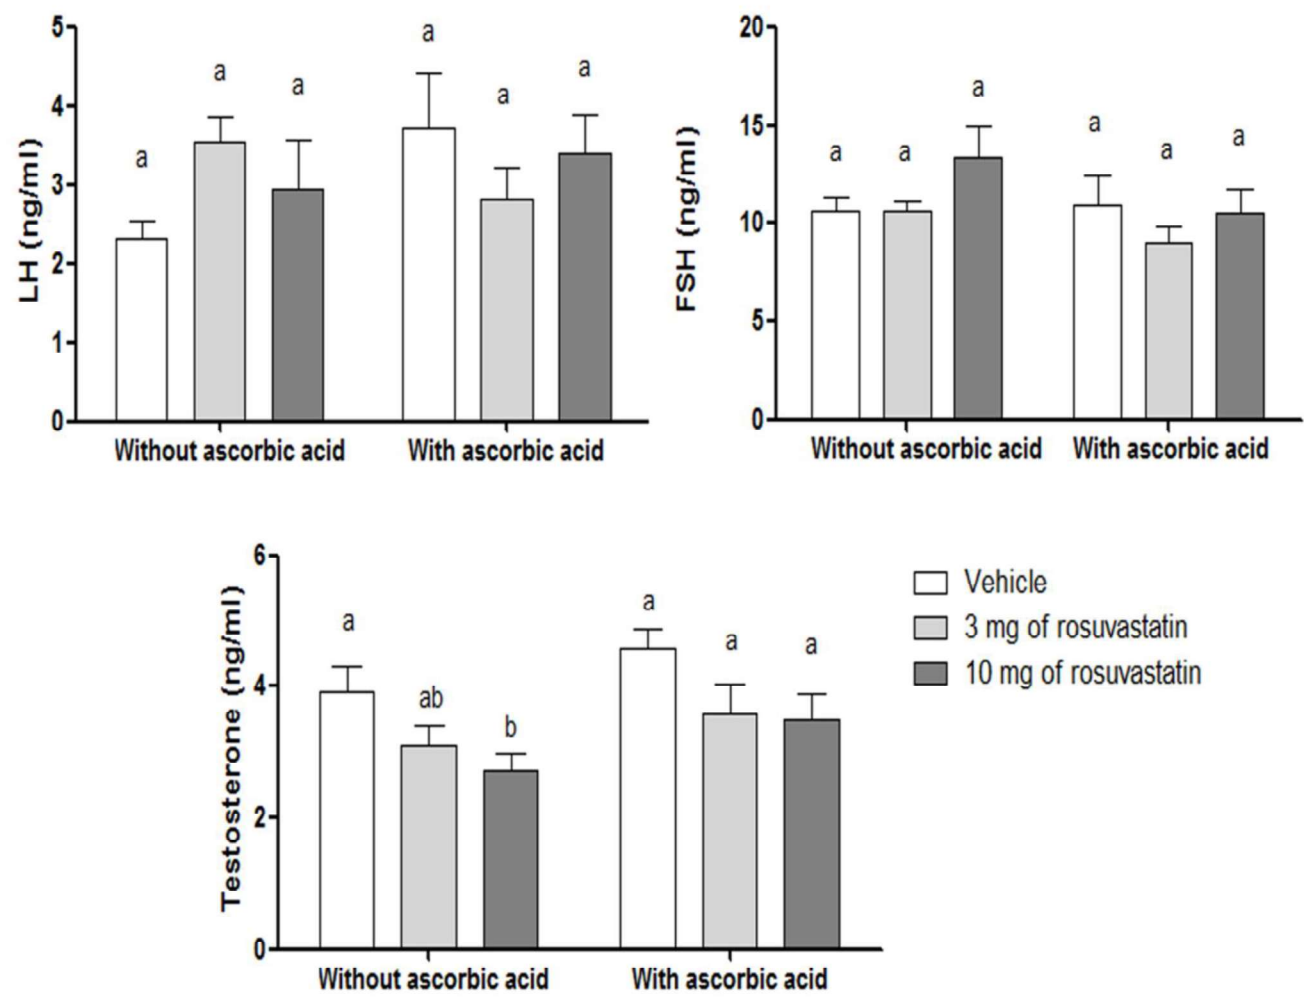 5
4
3
2
1
0
LH (ng/ml)
a
a
a
a
a
a
Without ascorbic acid
With ascorbic acid
20
15
10
5
0
FSH (ng/ml)
a
a
a
a
a
a
Without ascorbic acid
With ascorbic acid
6
4
2
0
Testosterone (ng/ml)
a
ab
b
a
a
a
Without ascorbic acid
With ascorbic acid
Vehicle
3 mg of rosuvastatin
10 mg of rosuvastatin